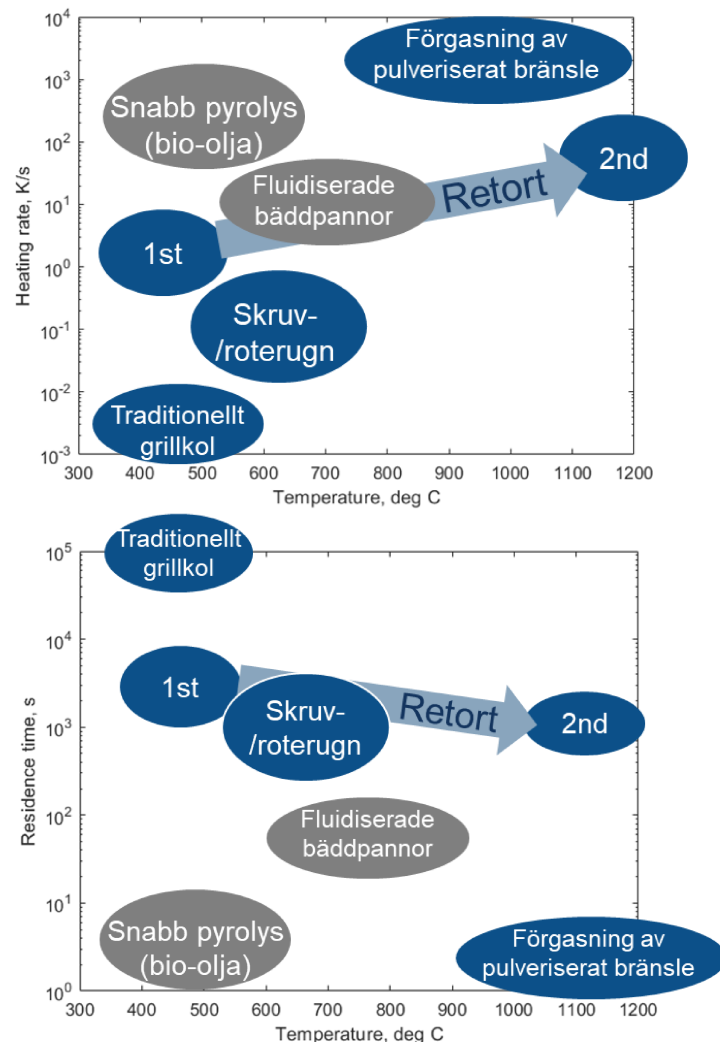 10^4
Förgasning av
pulveriserat bränsle
10^3
Snabb pyrolys
(bio-olja)
10^2
2nd
Fluidiserade
bäddpannor
Retort
10^1
1st
10^0
Skruv-
/roterugn
10^-1
10^-2
Traditionellt
grillkol
10^-3
Heating rate, K/s
300 400 500 600 700 800 900 1000 1100 1200
Temperature, deg C
Traditionellt
grillkol
10^5
10^4
1st
Skruv-
/roterugn
Retort
2nd
10^3
10^2
Fluidiserade
bäddpannor
10^1
Snabb pyrolys
(bio-olja)
Förgasning av
pulveriserat bränsle
10^0
Residence time, s
300 400 500 600 700 800 900 1000 1100 1200
Temperature, deg C